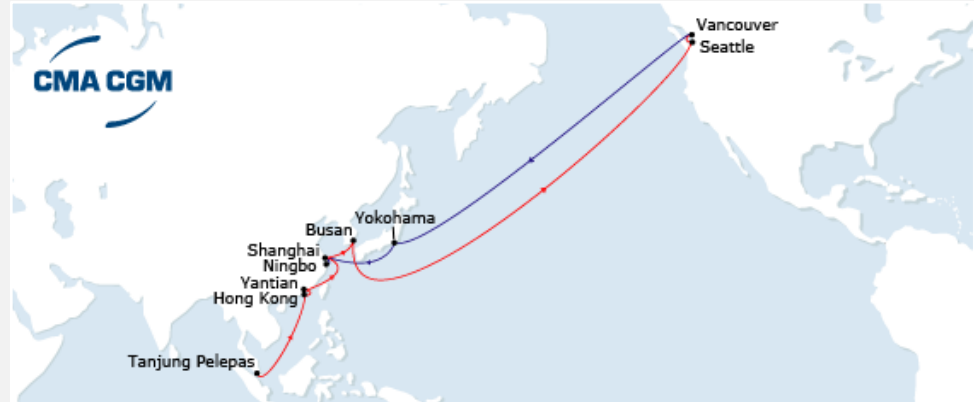 Vancouver
Seattle
CMA CGM
Yokohama
Busan
Shanghai
Ningbo
Yantian
Hong Kong
Tanjung Pelepas